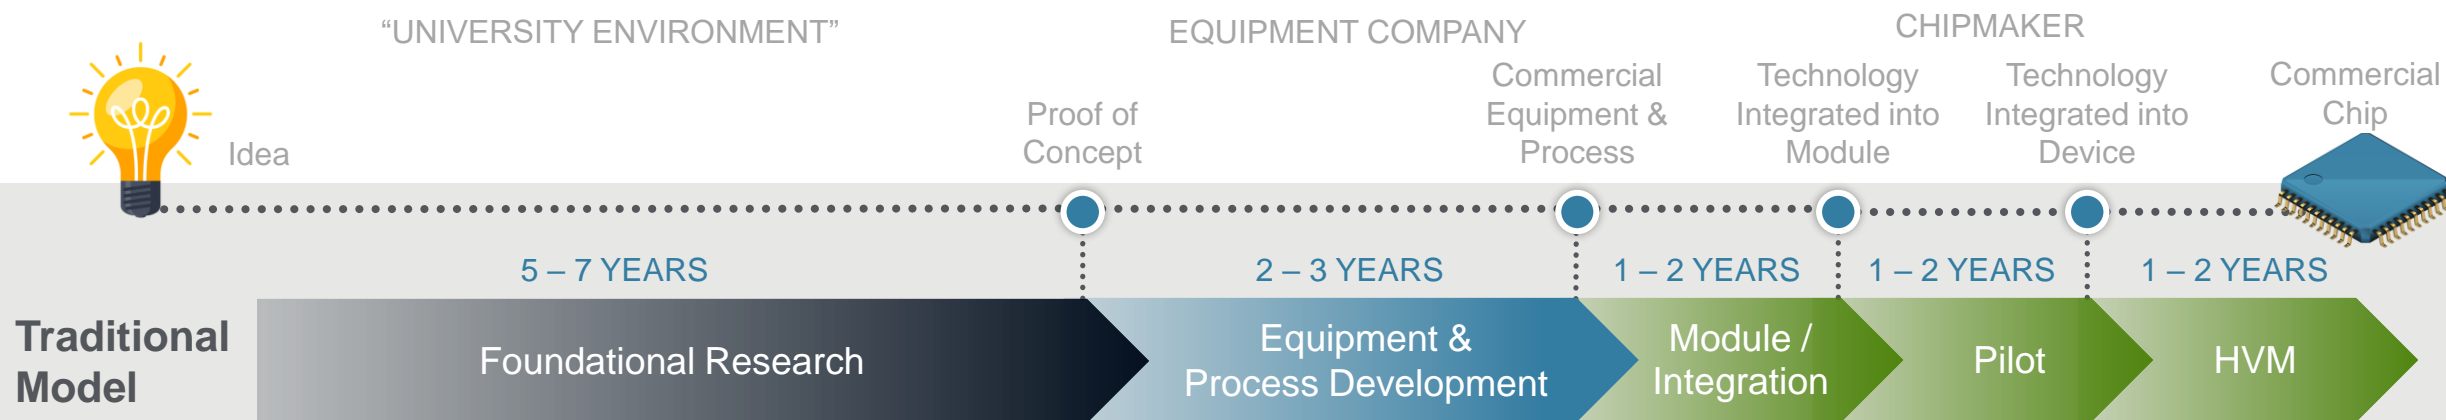 “UNIVERSITY ENVIRONMENT”
EQUIPMENT COMPANY
CHIPMAKER
Idea
Proof of
Concept
Commercial
Equipment &
Process
Technology
Integrated into
Module
Technology
Integrated into
Device
Commercial
Chip
5 – 7 YEARS
2 – 3 YEARS
1 – 2 YEARS
1 – 2 YEARS
1 – 2 YEARS
Traditional
Model
Foundational Research
Equipment &
Process Development
Module /
Integration
Pilot
HVM